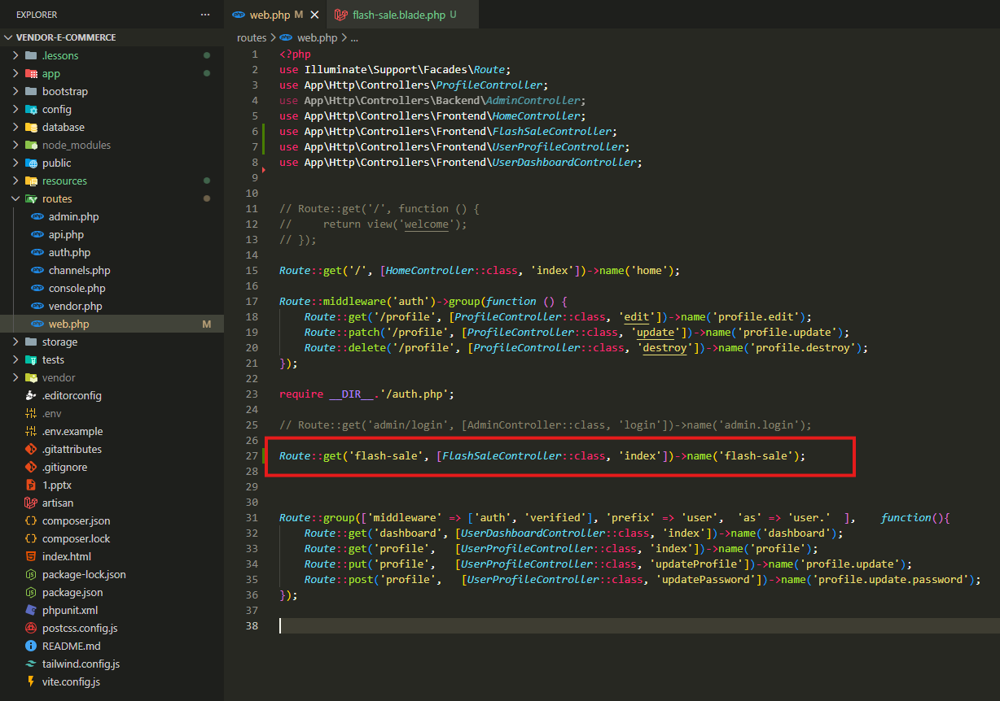 EXPLORER
VENDOR-E-COMMERCE
.lessons
app
bootstrap
config
database
node_modules
public
resources
routes
admin.php
api.php
auth.php
channels.php
console.php
vendor.php
web.php M
storage
tests
vendor
.editorconfig
.env
.env.example
.gitattributes
.gitignore
1.pptx
artisan
composer.json
composer.lock
index.html
package-lock.json
package.json
phpunit.xml
postcss.config.js
README.md
tailwind.config.js
vite.config.js
web.php M
flash-sale.blade.php U
routes > web.php > ...
1 <?php
2 use Illuminate\Support\Facades\Route;
3 use App\Http\Controllers\ProfileController;
4 use App\Http\Controllers\Backend\AdminController;
5 use App\Http\Controllers\Frontend\HomeController;
6 use App\Http\Controllers\Frontend\FlashSaleController;
7 use App\Http\Controllers\Frontend\UserProfileController;
8 use App\Http\Controllers\Frontend\UserDashboardController;
9
10
11 // Route::get('/', function () {
12 //     return view('welcome');
13 // });
14
15 Route::get('/', [HomeController::class, 'index'])->name('home');
16
17 Route::middleware('auth')->group(function () {
18     Route::get('/profile', [ProfileController::class, 'edit'])->name('profile.edit');
19     Route::patch('/profile', [ProfileController::class, 'update'])->name('profile.update');
20     Route::delete('/profile', [ProfileController::class, 'destroy'])->name('profile.destroy');
21 });
22
23 require __DIR__.'/auth.php';
24
25 // Route::get('admin/login', [AdminController::class, 'login'])->name('admin.login');
26
27 Route::get('flash-sale', [FlashSaleController::class, 'index'])->name('flash-sale');
28
29
30
31 Route::group(['middleware' => ['auth', 'verified'], 'prefix' => 'user',  'as' => 'user.'  ],    function(){
32     Route::get('dashboard', [UserDashboardController::class, 'index'])->name('dashboard');
33     Route::get('profile',   [UserProfileController::class, 'index'])->name('profile');
34     Route::put('profile',   [UserProfileController::class, 'updateProfile'])->name('profile.update');
35     Route::post('profile',   [UserProfileController::class, 'updatePassword'])->name('profile.update.password');
36 });
37
38